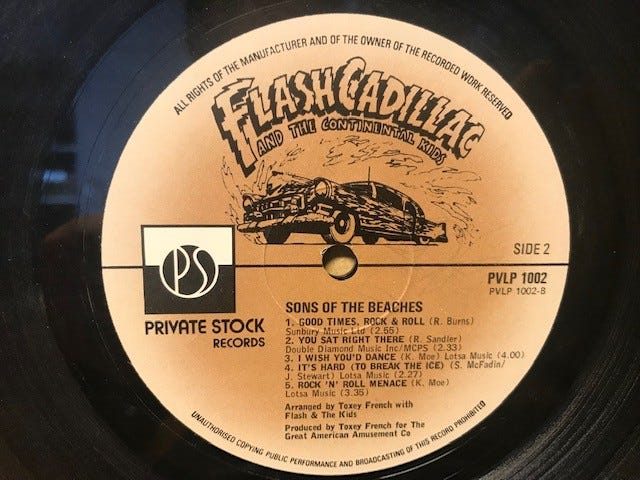 ALL RIGHTS OF THE MANUFACTURER AND OF THE OWNER OF THE RECORDED WORK RESERVED
FLASH CADILLAC
AND THE CONTINENTAL KIDS
SIDE 2
PS
PVLP 1002
PVLP 1002-B
PRIVATE STOCK
RECORDS
SONS OF THE BEACHES
1. GOOD TIMES, ROCK & ROLL (R. Burns)
Sunbury Music Ltd (2.55)
2. YOU SAT RIGHT THERE (R. Sandler)
Double Diamond Music Inc/MCPS (2.33)
3. I WISH YOU'D DANCE (K. Moe) Lotsa Music (4.00)
4. IT'S HARD (TO BREAK THE ICE) (S. McFadin/
J. Stewart) Lotsa Music (2.27)
5. ROCK 'N' ROLL MENACE (K. Moe)
Lotsa Music (3.35)
Arranged by Toxey French with
Flash & The Kids
Produced by Toxey French for The
Great American Amusement Co
UNAUTHORISED COPYING PUBLIC PERFORMANCE AND BROADCASTING OF THIS RECORD PROHIBITED